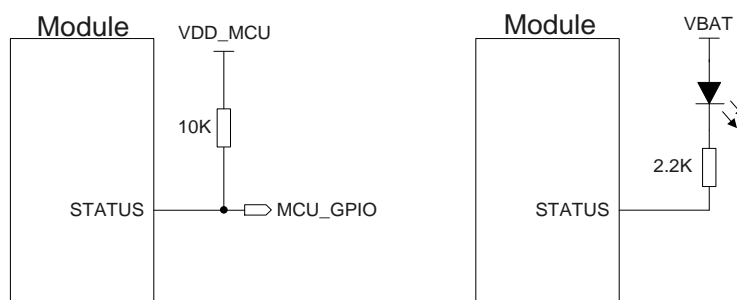 Module
VDD_MCU
10K
STATUS
MCU_GPIO
Module
VBAT
2.2K
STATUS